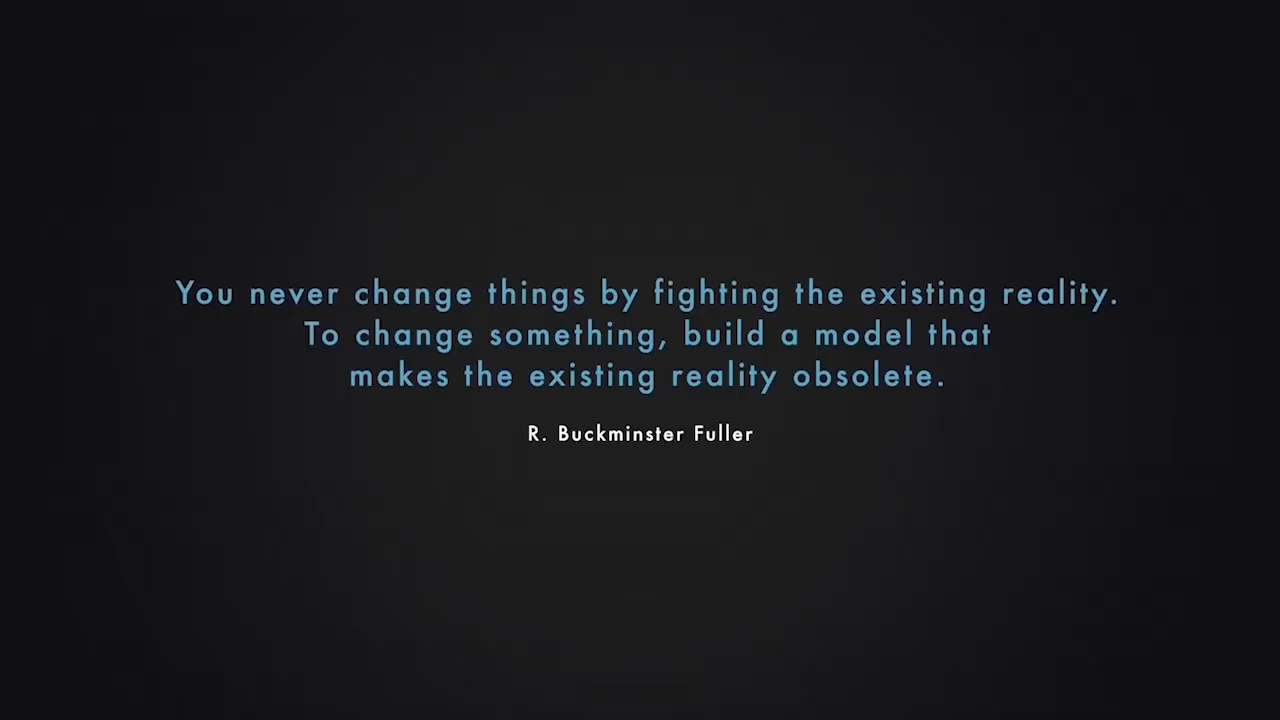 You never change things by fighting the existing reality.
To change something, build a model that
makes the existing reality obsolete.
R. Buckminster Fuller